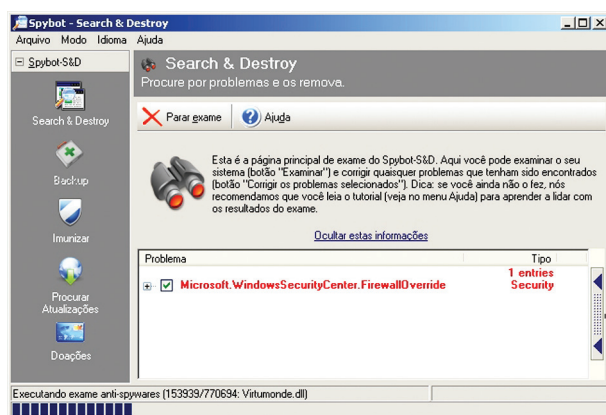 Spybot - Search & Destroy
Arquivo Modo Idioma Ajuda
Spybot-S&D
Search & Destroy
Backup
Imunizar
Procurar
Atualizações
Doações
Search & Destroy
Procure por problemas e os remova.
Parar exame
Ajuda
Esta é a página principal de exame do Spybot-S&D. Aqui você pode examinar o seu
sistema (botão "Examinar") e corrigir quaisquer problemas que tenham sido encontrados
(botão "Corrigir os problemas selecionados"). Dica: se você ainda não o fez, nós
recomendamos que você leia o tutorial (veja no menu Ajuda) para aprender a lidar com
os resultados do exame.
Ocultar estas informações
Problema Tipo
1 entries
Microsoft.WindowsSecurityCenter.FirewallOverride Security
Executando exame anti-spywares (153939/770694: Virtumonde.dll)